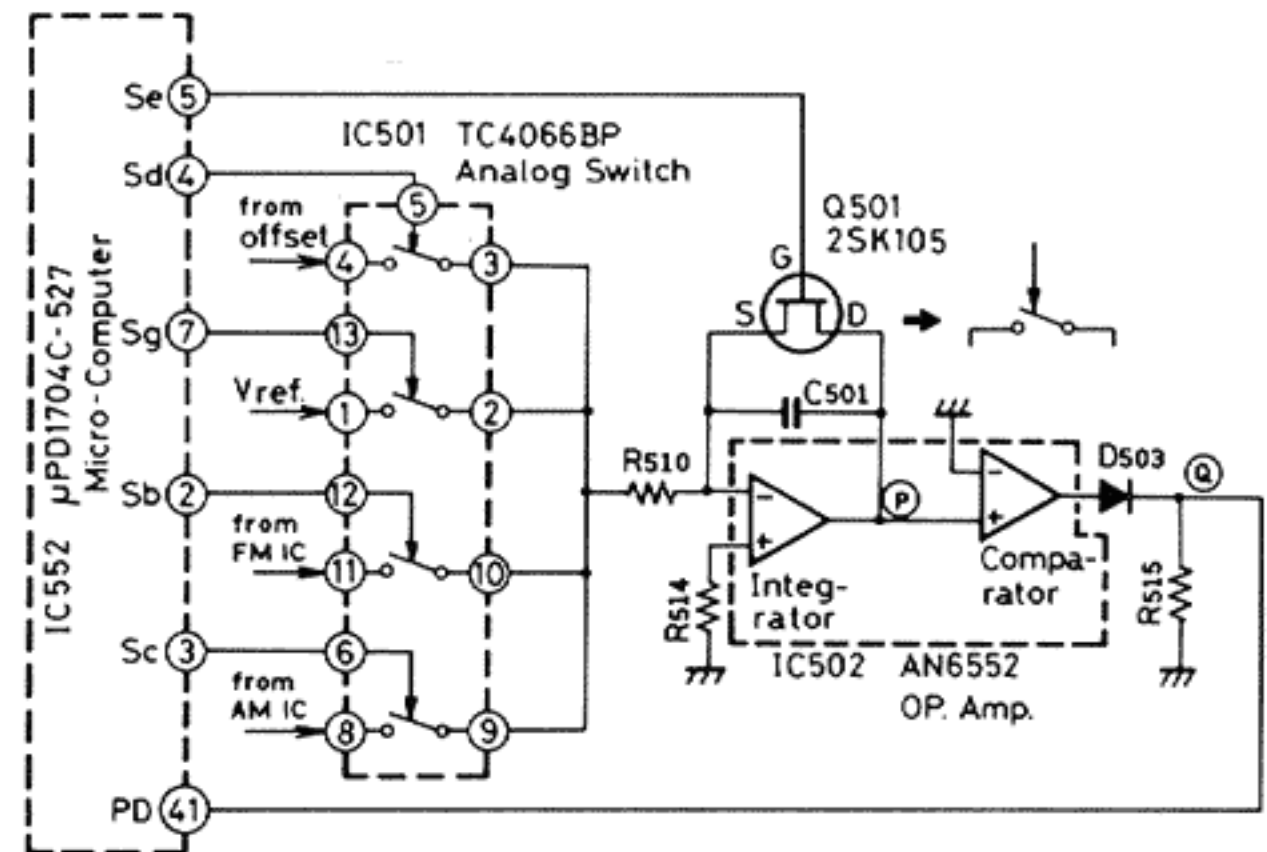 Se 5
IC501 TC4066BP
Analog Switch
Sd 4
5
from
offset
4
3
Q501
2SK105
G
S
D
Sg 7
13
Vref.
1
2
C501
R510
Sb 2
12
from
FM IC
11
10
-
+
P
-
+
D503
Q
Integ-
rator
Compa-
rator
R514
R515
IC502 AN6552
OP. Amp.
Sc 3
6
from
AM IC
8
9
PD 41
IC552 μPD1704C-527
Micro-Computer